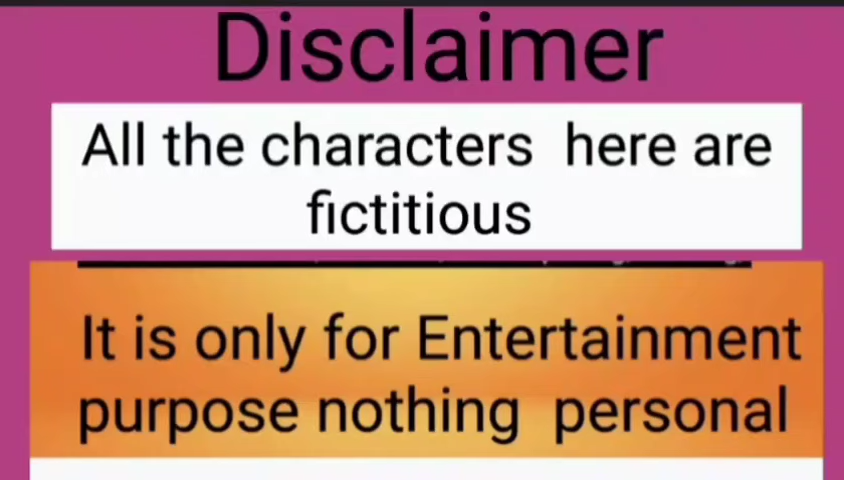 Disclaimer
All the characters here are
fictitious
It is only for Entertainment
purpose nothing personal